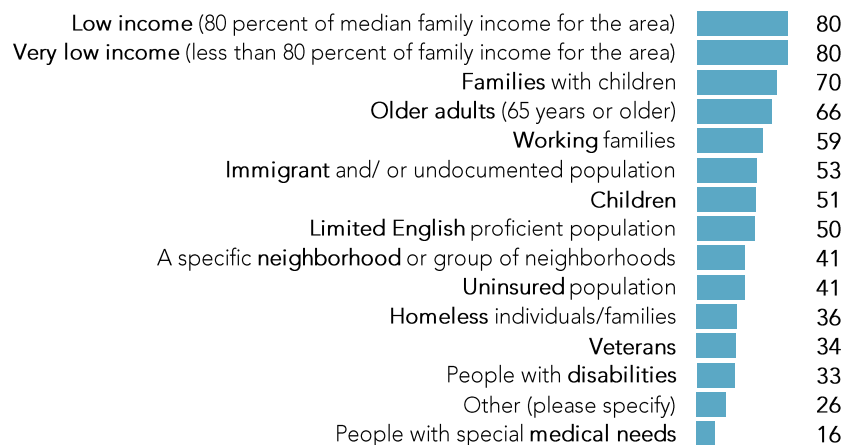 Low income (80 percent of median family income for the area) 80
Very low income (less than 80 percent of family income for the area) 80
Families with children 70
Older adults (65 years or older) 66
Working families 59
Immigrant and/ or undocumented population 53
Children 51
Limited English proficient population 50
A specific neighborhood or group of neighborhoods 41
Uninsured population 41
Homeless individuals/families 36
Veterans 34
People with disabilities 33
Other (please specify) 26
People with special medical needs 16